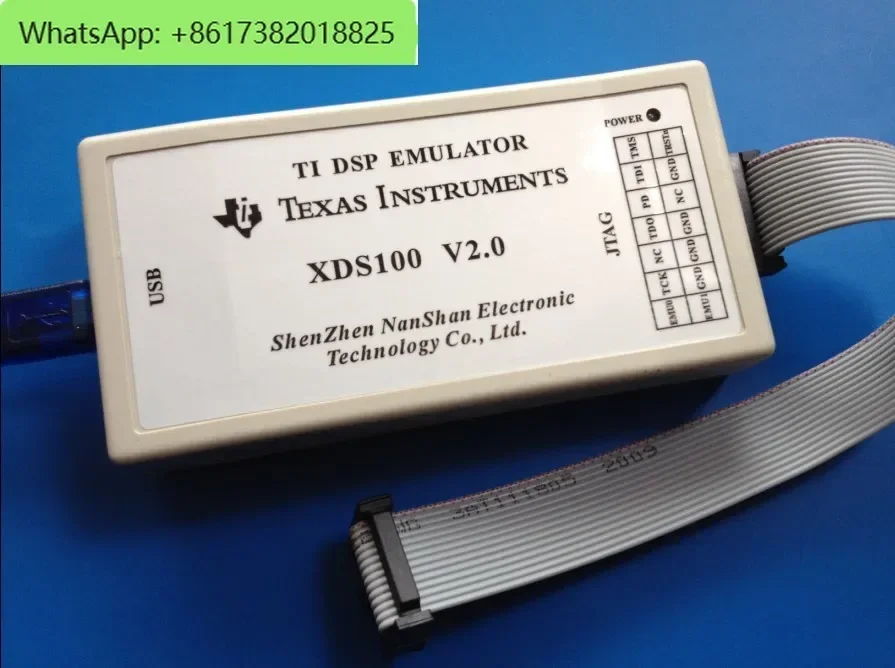 WhatsApp: +8617382018825
TI DSP EMULATOR
TEXAS INSTRUMENTS
XDS100 V2.0
ShenZhen NanShan Electronic
Technology Co., Ltd.
USB
JTAG
POWER
TMS TRSTn
TDI GND
PD NC
TDO GND
NC GND
TCK GND
EMU0 EMU1
3AT111805 2009